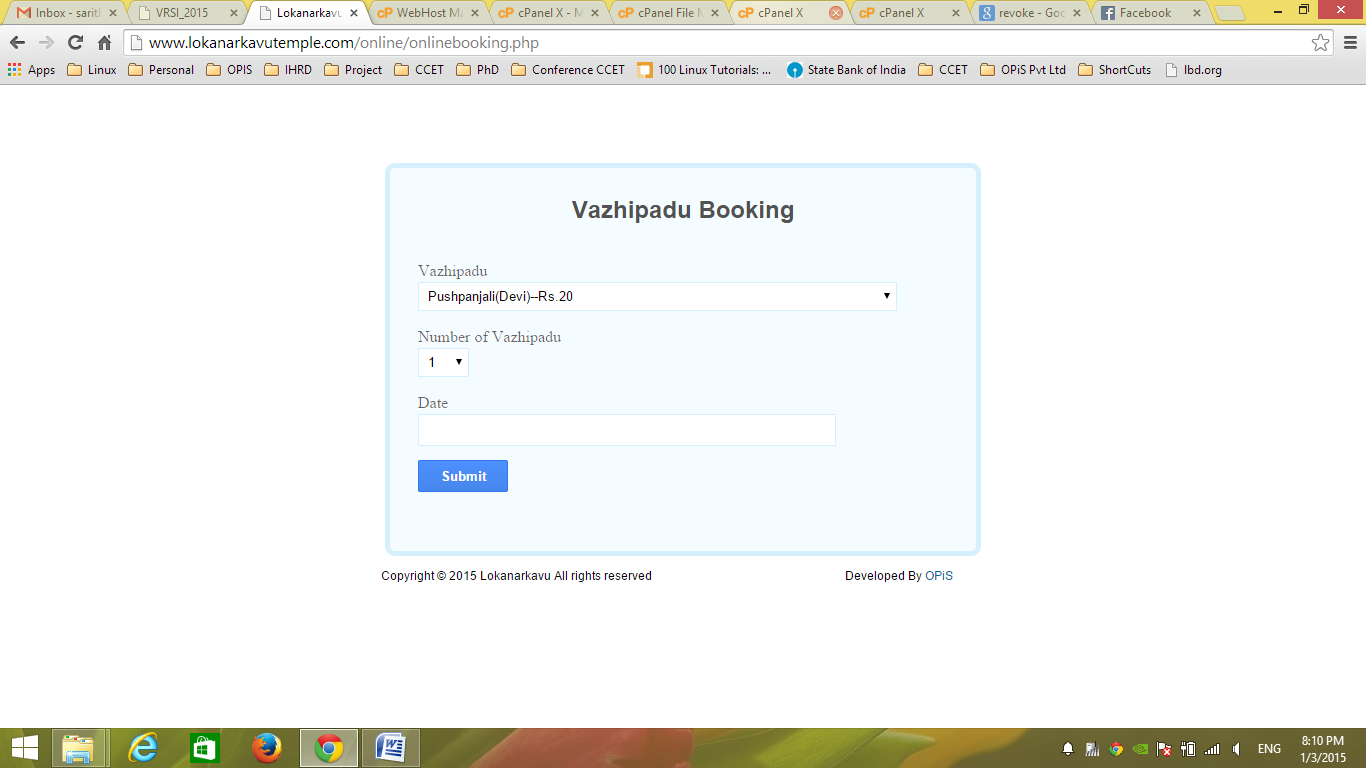 Inbox - sarit
VRSI_2015
Lokanarkavu
WebHost Ma
cPanel X - M
cPanel File M
cPanel X
cPanel X
revoke - Goo
Facebook
www.lokanarkavutemple.com/online/onlinebooking.php
Apps Linux Personal OPIS IHRD Project CCET PhD Conference CCET 100 Linux Tutorials: ... State Bank of India CCET OPiS Pvt Ltd ShortCuts lbd.org
Vazhipadu Booking
Vazhipadu
Pushpanjali(Devi)--Rs.20
Number of Vazhipadu
1
Date
Submit
Copyright © 2015 Lokanarkavu All rights reserved Developed By OPiS
ENG
8:10 PM
1/3/2015